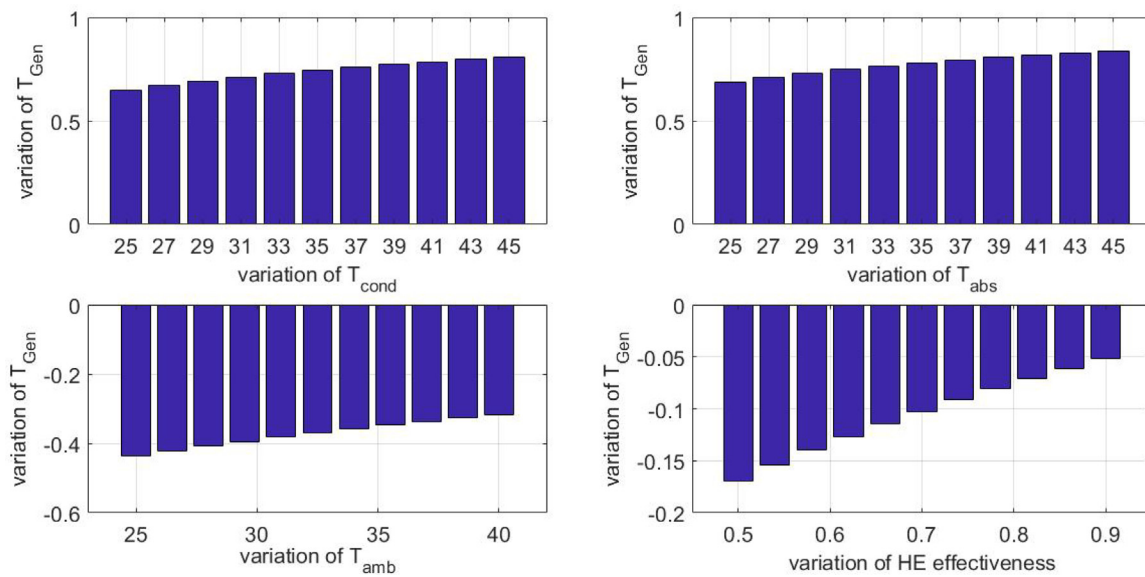 1
0.5
0
variation of T_Gen
25 27 29 31 33 35 37 39 41 43 45
variation of T_cond
1
0.5
0
variation of T_Gen
25 27 29 31 33 35 37 39 41 43 45
variation of T_abs
0
-0.2
-0.4
-0.6
variation of T_Gen
25 30 35 40
variation of T_amb
0
-0.05
-0.1
-0.15
-0.2
variation of T_Gen
0.5 0.6 0.7 0.8 0.9
variation of HE effectiveness